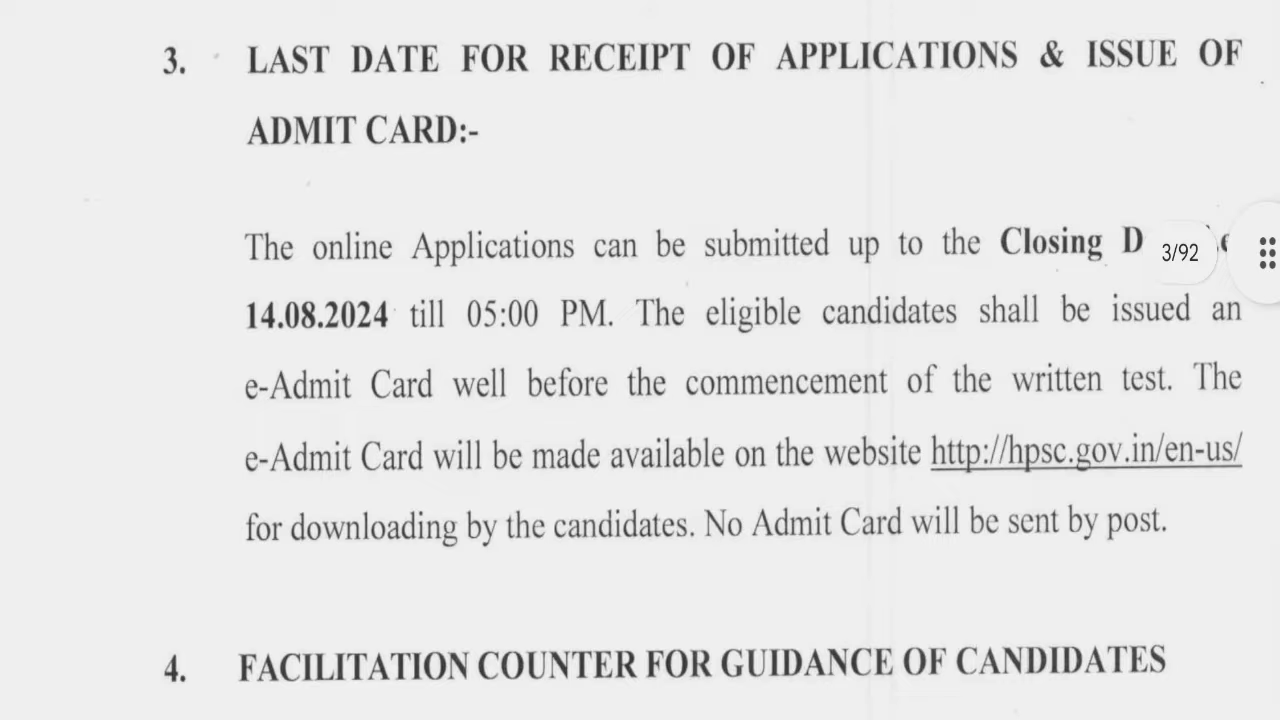 3. LAST DATE FOR RECEIPT OF APPLICATIONS & ISSUE OF
ADMIT CARD:-
The online Applications can be submitted up to the Closing
3/92
14.08.2024 till 05:00 PM. The eligible candidates shall be issued an
e-Admit Card well before the commencement of the written test. The
e-Admit Card will be made available on the website http://hpsc.gov.in/en-us/
for downloading by the candidates. No Admit Card will be sent by post.
4. FACILITATION COUNTER FOR GUIDANCE OF CANDIDATES